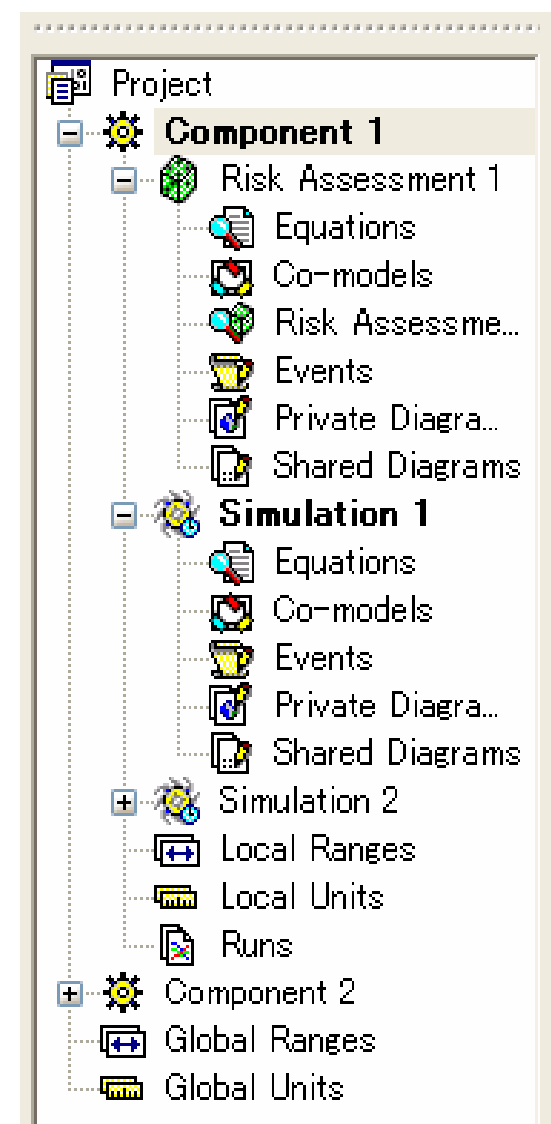 Project
Component 1
Risk Assessment 1
Equations
Co-models
Risk Assessme...
Events
Private Diagra...
Shared Diagrams
Simulation 1
Equations
Co-models
Events
Private Diagra...
Shared Diagrams
Simulation 2
Local Ranges
Local Units
Runs
Component 2
Global Ranges
Global Units